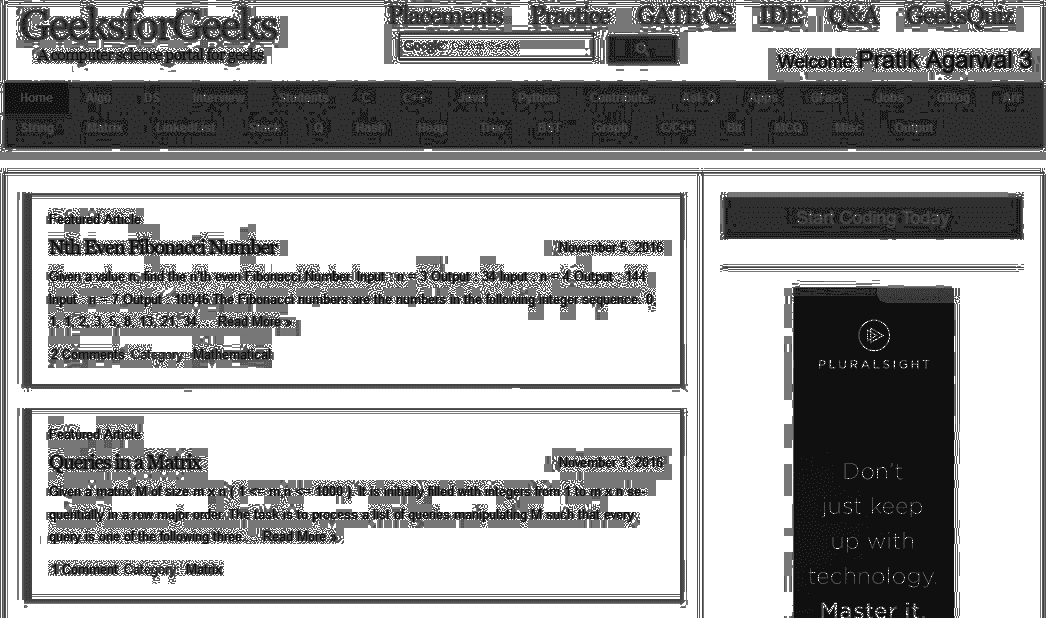 GeeksforGeeks
A computer science portal for geeks
Placements Practice GATE CS IDE Q&A GeeksQuiz
Google
Welcome Pratik Agarwal 3
Home Algo DS Interview Students C C++ Java Python Contribute Ask Q Apps GFact Jobs GBlog Arr
String Matrix LinkedList Stack Q Hash Heap Tree BST Graph C/C++ Bit MCQ Misc Output
Featured Article
Nth Even Fibonacci Number
November 5, 2016
Given a value n, find the n'th even Fibonacci Number. Input : n = 3 Output : 34 Input : n = 4 Output : 144
Input : n = 7 Output : 10946 The Fibonacci numbers are the numbers in the following integer sequence. 0,
1, 1, 2, 3, 5, 8, 13, 21, 34, … Read More »
2 Comments Category: Mathematical
Featured Article
Queries in a Matrix
November 1, 2016
Given a matrix M of size m x n ( 1 <= m,n <= 1000 ). It is initially filled with integers from 1 to m x n se-
quentially in a row major order. The task is to process a list of queries manipulating M such that every
query is one of the following three. … Read More »
1 Comment Category: Matrix
Start Coding Today
PLURALSIGHT
Don't
just keep
up with
technology.
Master it.